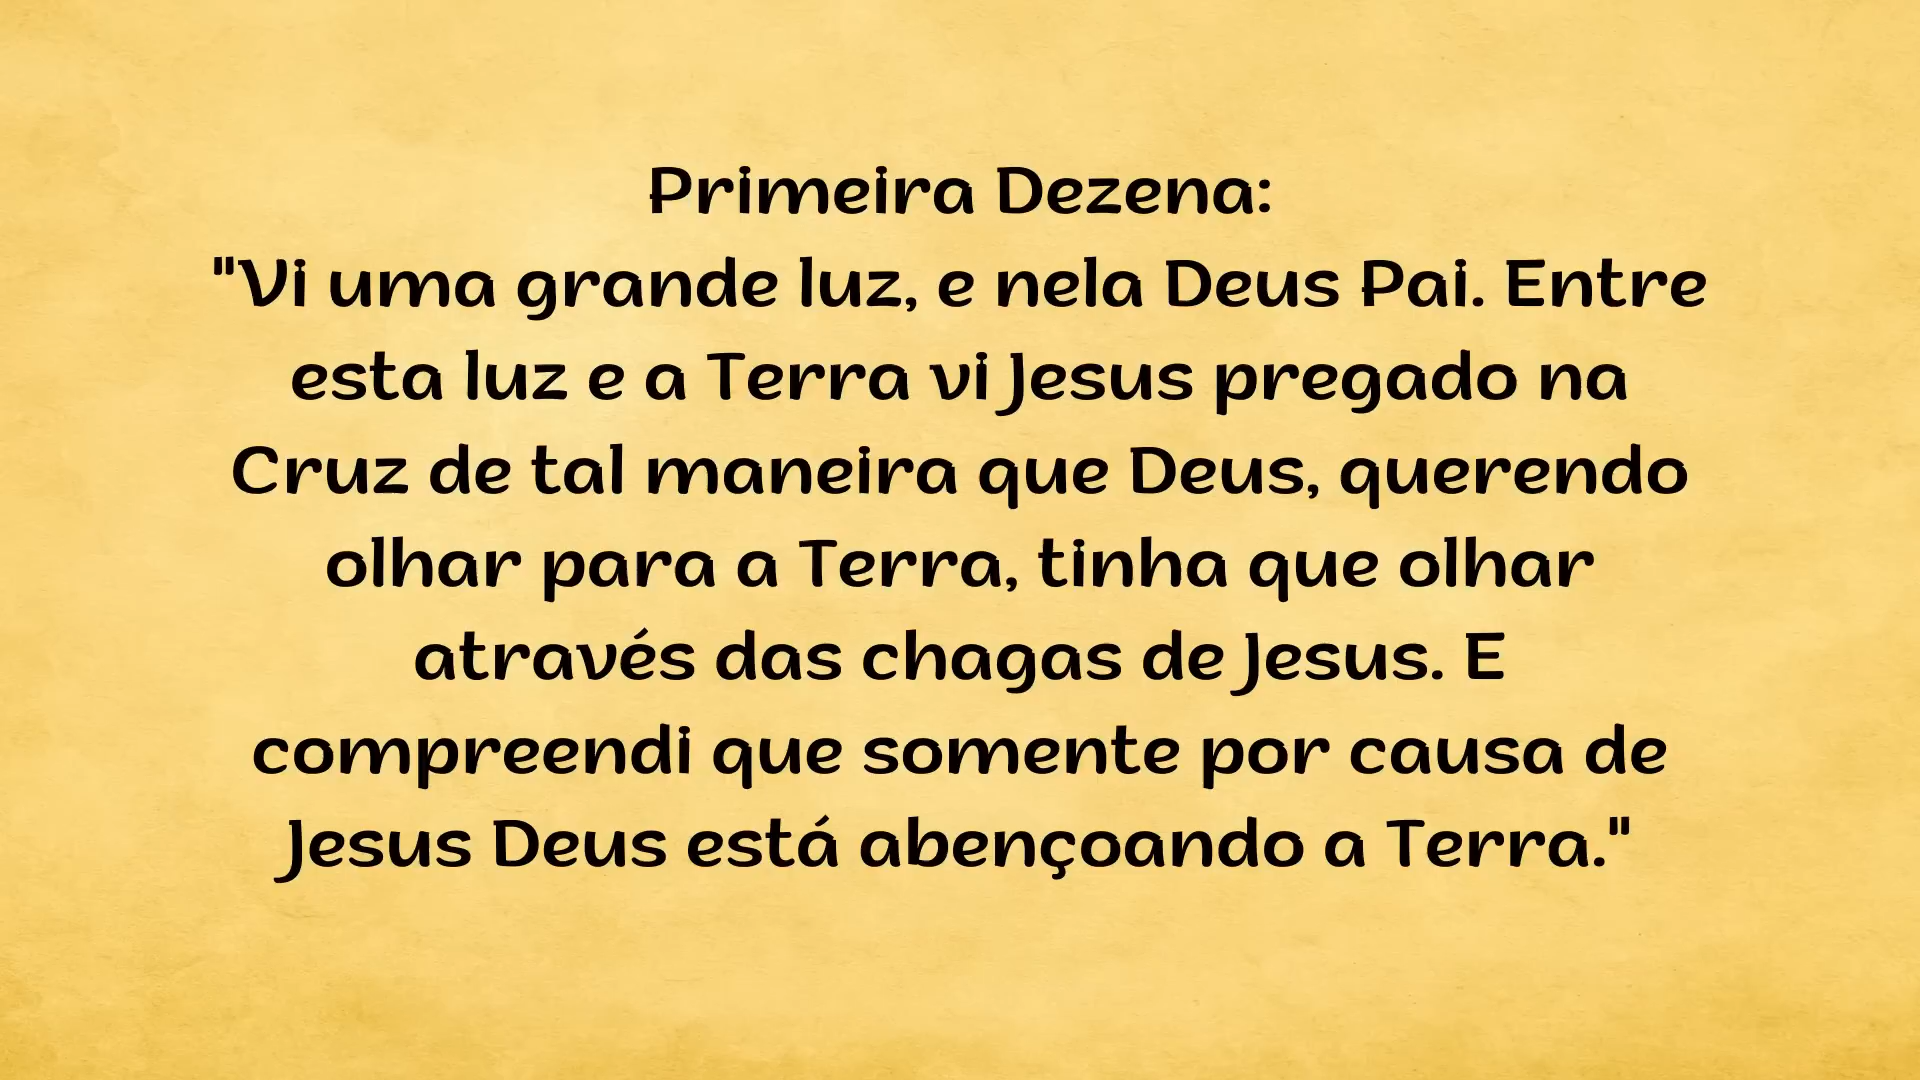 Primeira Dezena:
"Vi uma grande luz, e nela Deus Pai. Entre
esta luz e a Terra vi Jesus pregado na
Cruz de tal maneira que Deus, querendo
olhar para a Terra, tinha que olhar
através das chagas de Jesus. E
compreendi que somente por causa de
Jesus Deus está abençoando a Terra."